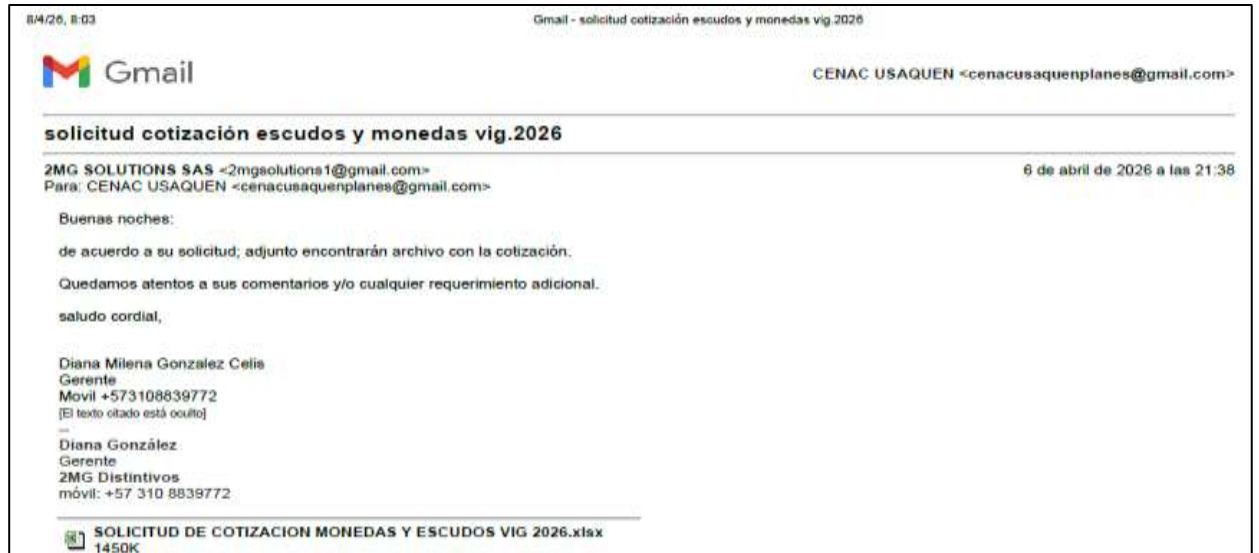 8/4/26, 8:03 Gmail - solicitud cotización escudos y monedas vig.2026
Gmail CENAC USAQUEN <cenacusaquenplanes@gmail.com>
solicitud cotización escudos y monedas vig.2026
2MG SOLUTIONS SAS <2mgsolutions1@gmail.com> 6 de abril de 2026 a las 21:38
Para: CENAC USAQUEN <cenacusaquenplanes@gmail.com>
Buenas noches:
de acuerdo a su solicitud; adjunto encontrarán archivo con la cotización.
Quedamos atentos a sus comentarios y/o cualquier requerimiento adicional.
saludo cordial,
Diana Milena Gonzalez Celis
Gerente
Movil +573108839772
[El texto citado está oculto]
--
Diana González
Gerente
2MG Distintivos
móvil: +57 310 8839772
SOLICITUD DE COTIZACION MONEDAS Y ESCUDOS VIG 2026.xlsx
1450K